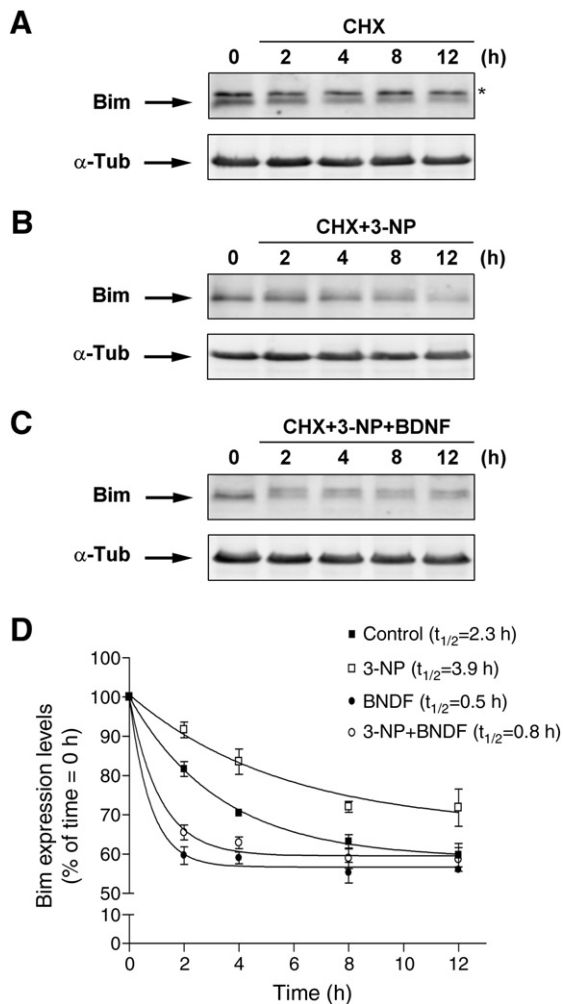 A
CHX
0 2 4 8 12 (h)
Bim
*
α-Tub
B
CHX+3-NP
0 2 4 8 12 (h)
Bim
α-Tub
C
CHX+3-NP+BDNF
0 2 4 8 12 (h)
Bim
α-Tub
D
Control (t1/2=2.3 h)
3-NP (t1/2=3.9 h)
BNDF (t1/2=0.5 h)
3-NP+BNDF (t1/2=0.8 h)
Bim expression levels
(% of time = 0 h)
100
100
90
80
70
60
50
10
0
0 2 4 6 8 10 12
Time (h)